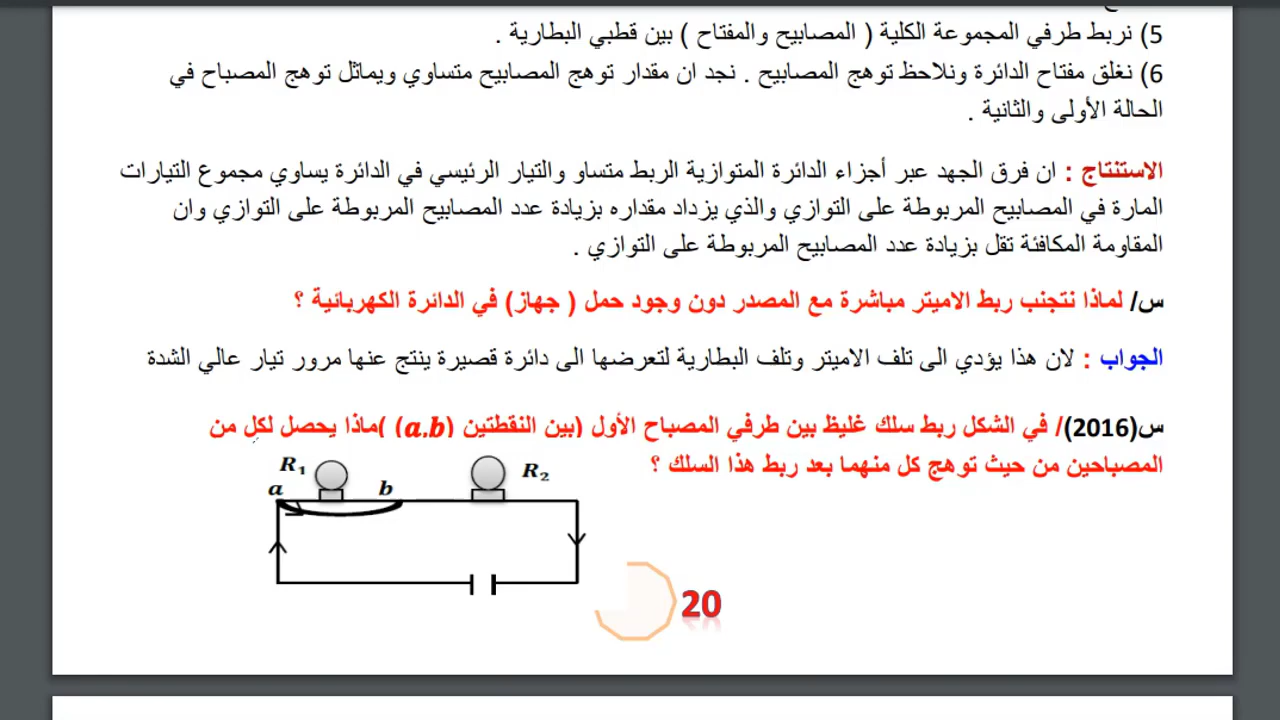 5) نربط طرفي المجموعة الكلية ( المصابيح والمفتاح ) بين قطبي البطارية .
6) نغلق مفتاح الدائرة ونلاحظ توهج المصابيح . نجد ان مقدار توهج المصابيح متساوي ويماثل توهج المصباح في
الحالة الأولى والثانية .
الاستنتاج : ان فرق الجهد عبر أجزاء الدائرة المتوازية الربط متساو والتيار الرئيسي في الدائرة يساوي مجموع التيارات
المارة في المصابيح المربوطة على التوازي والذي يزداد مقداره بزيادة عدد المصابيح المربوطة على التوازي وان
المقاومة المكافئة تقل بزيادة عدد المصابيح المربوطة على التوازي .
س/ لماذا نتجنب ربط الاميتر مباشرة مع المصدر دون وجود حمل ( جهاز) في الدائرة الكهربائية ؟
الجواب : لان هذا يؤدي الى تلف الاميتر وتلف البطارية لتعرضها الى دائرة قصيرة ينتج عنها مرور تيار عالي الشدة
س(2016)/ في الشكل ربط سلك غليظ بين طرفي المصباح الأول (بين النقطتين (a.b) )ماذا يحصل لكل من
المصباحين من حيث توهج كل منهما بعد ربط هذا السلك ؟
R₁ R₂
a b
20